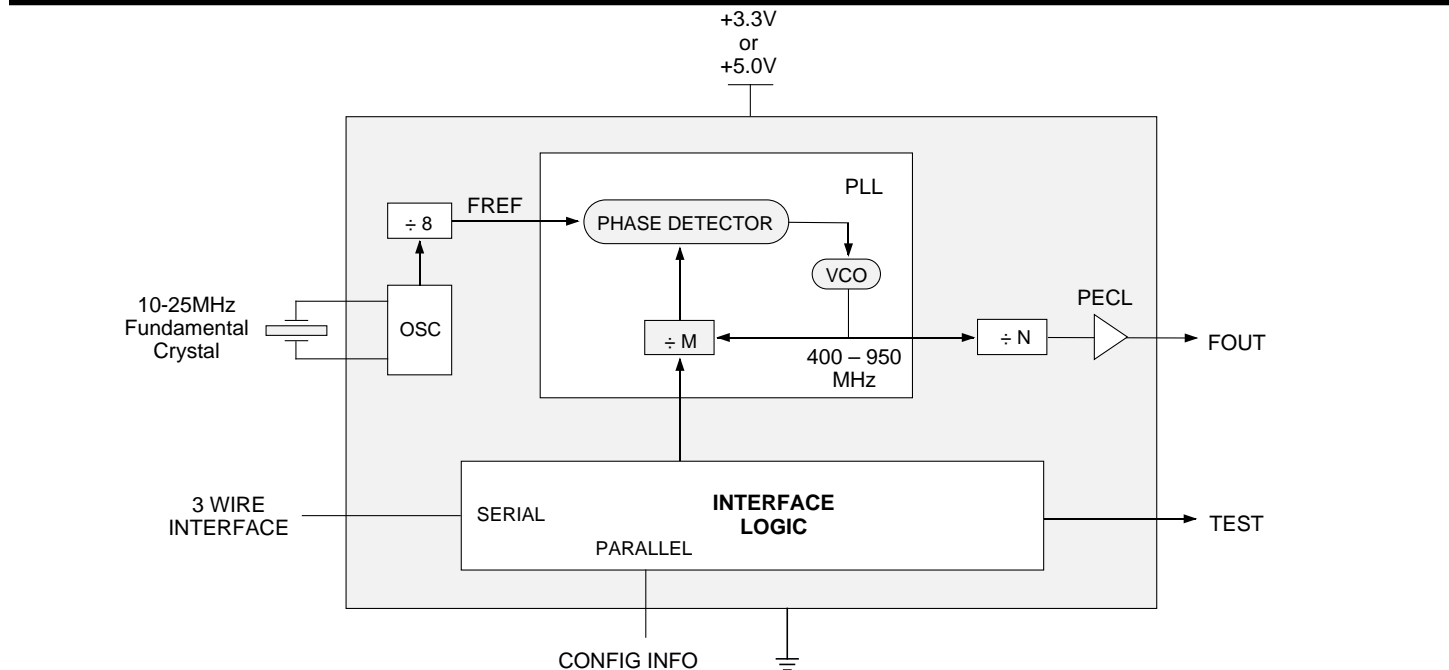 +3.3V
or
+5.0V
PLL
FREF
÷ 8
PHASE DETECTOR
VCO
10-25MHz
Fundamental
Crystal
OSC
÷ M
400 – 950
MHz
÷ N
PECL
FOUT
3 WIRE
INTERFACE
SERIAL
INTERFACE
LOGIC
PARALLEL
TEST
CONFIG INFO